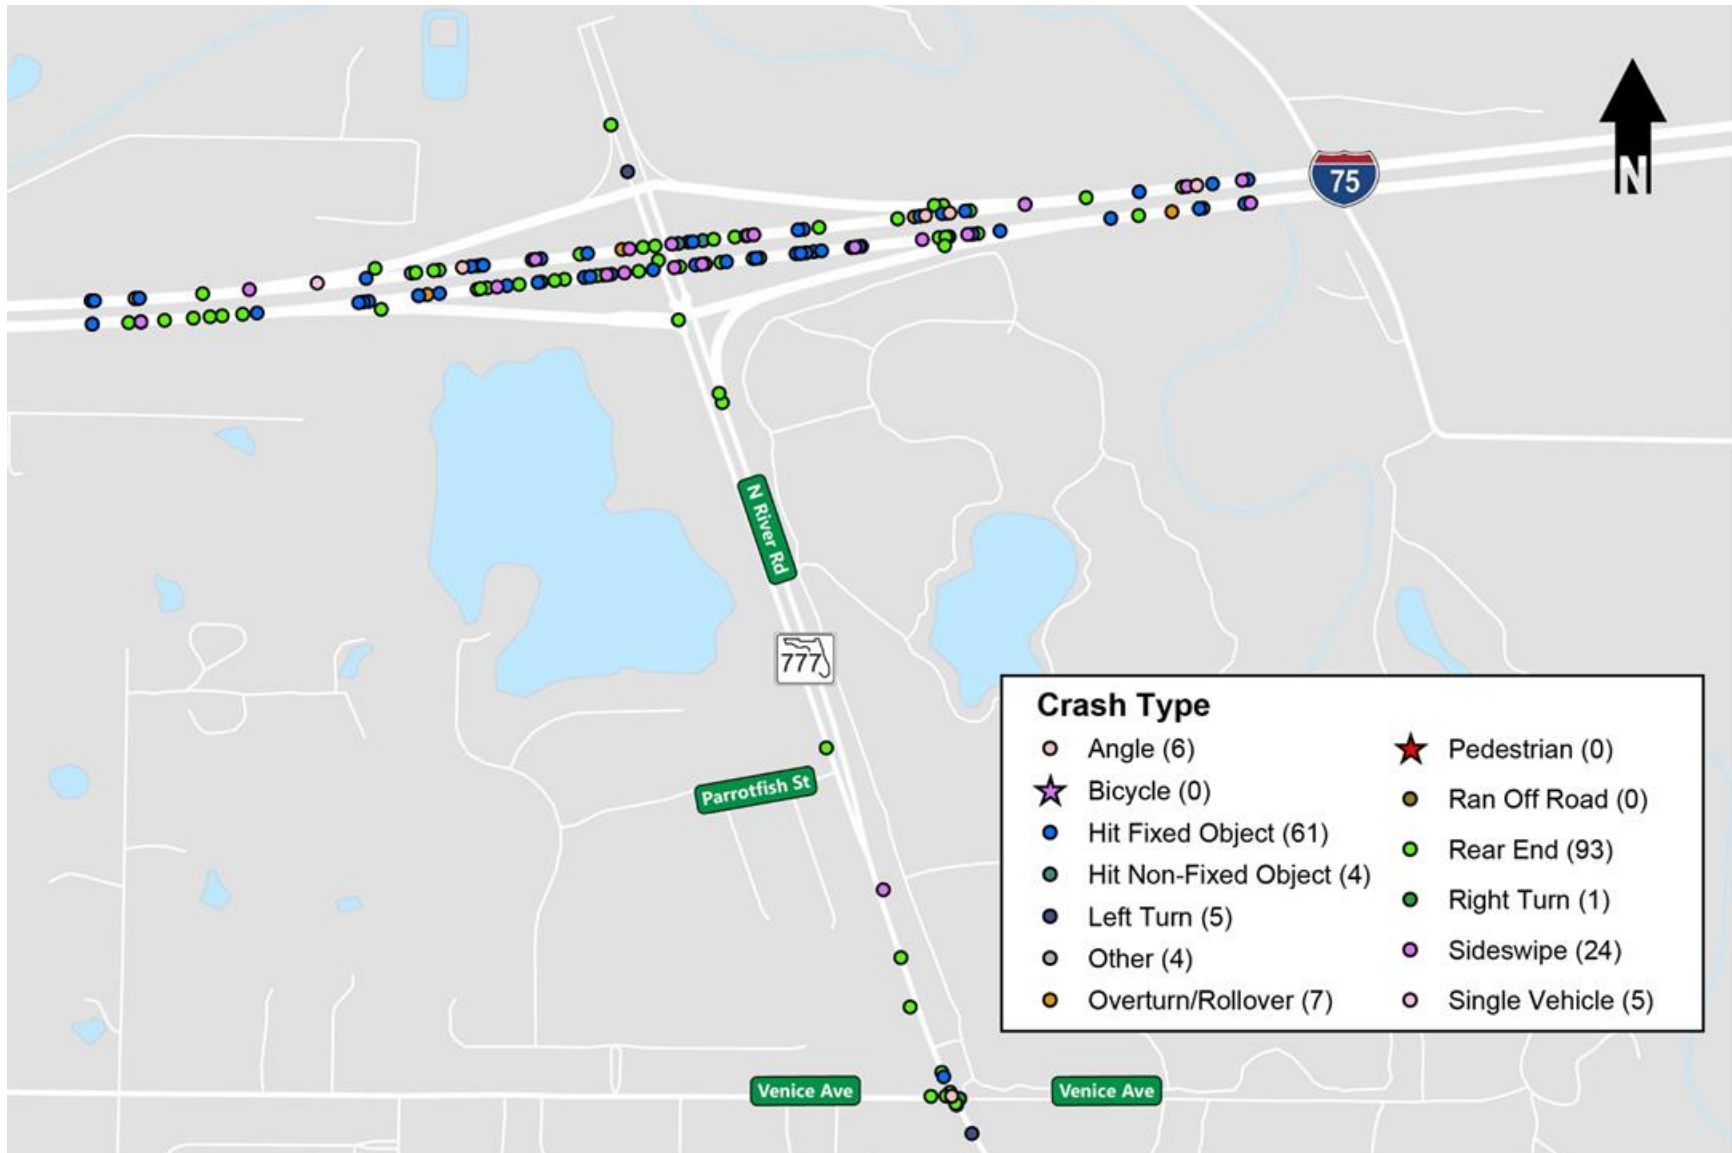 N
75
N River Rd
777
Parrotfish St
Crash Type
Angle (6)
Bicycle (0)
Hit Fixed Object (61)
Hit Non-Fixed Object (4)
Left Turn (5)
Other (4)
Overturn/Rollover (7)
Pedestrian (0)
Ran Off Road (0)
Rear End (93)
Right Turn (1)
Sideswipe (24)
Single Vehicle (5)
Venice Ave
Venice Ave